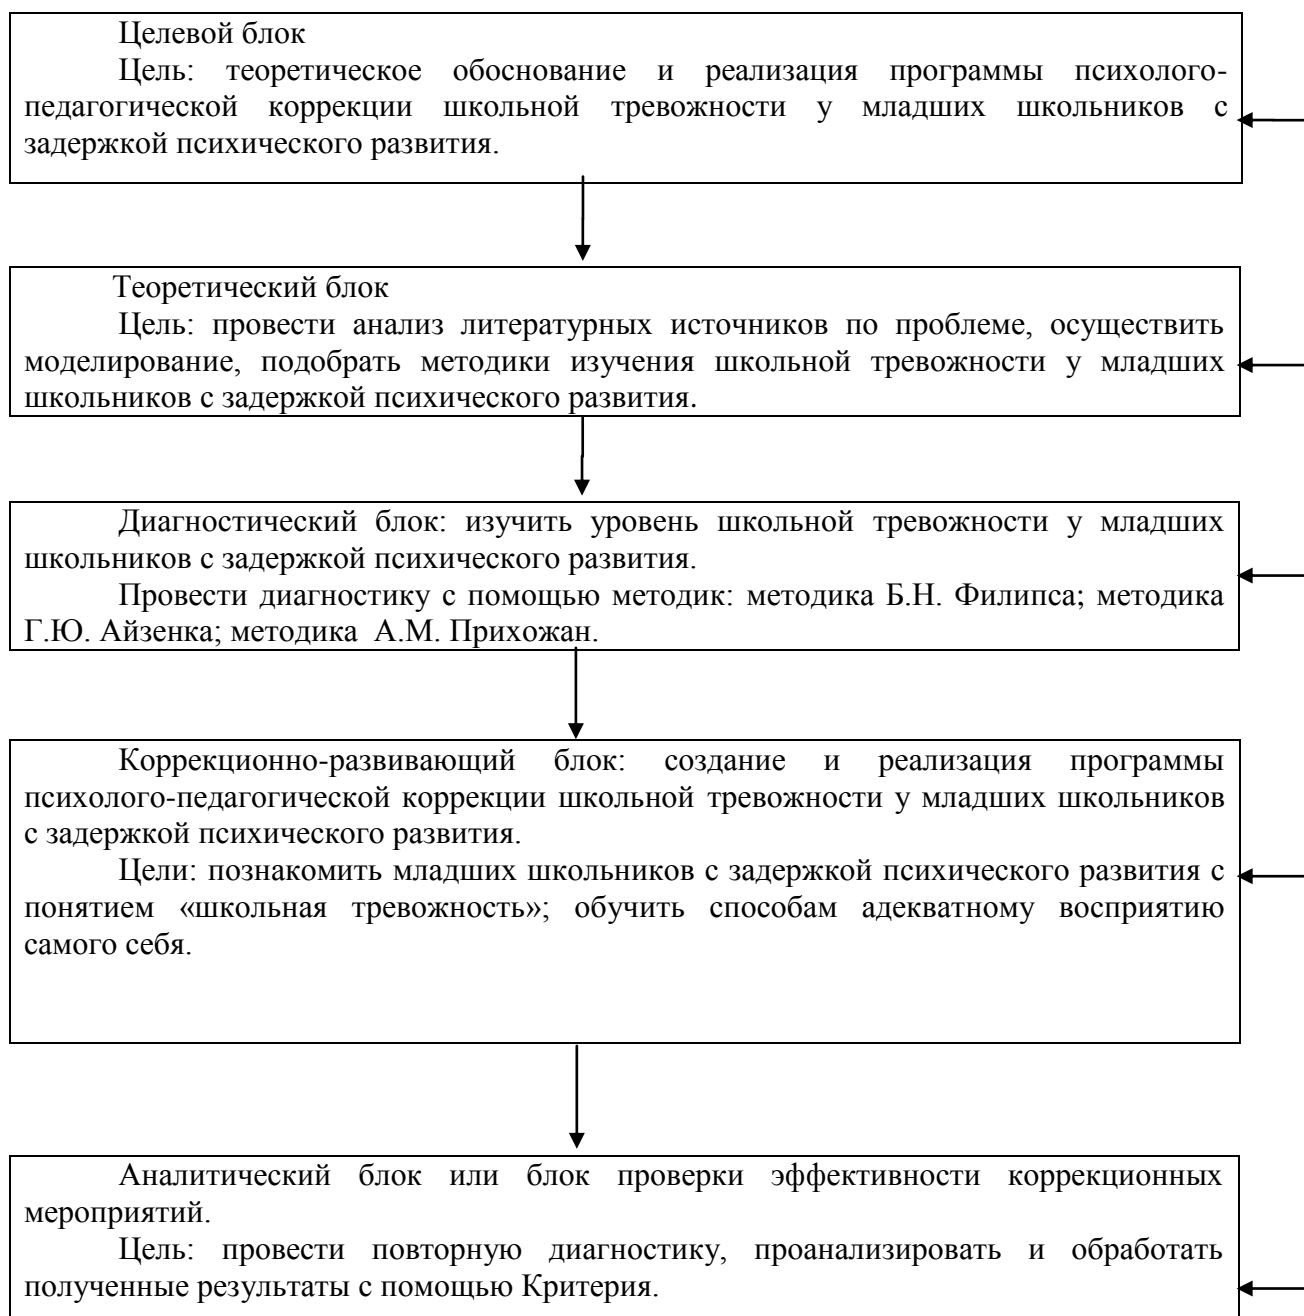 Целевой блок
Цель: теоретическое обоснование и реализация программы психолого-
педагогической коррекции школьной тревожности у младших школьников с
задержкой психического развития.
Теоретический блок
Цель: провести анализ литературных источников по проблеме, осуществить
моделирование, подобрать методики изучения школьной тревожности у младших
школьников с задержкой психического развития.
Диагностический блок: изучить уровень школьной тревожности у младших
школьников с задержкой психического развития.
Провести диагностику с помощью методик: методика Б.Н. Филипса; методика
Г.Ю. Айзенка; методика А.М. Прихожан.
Коррекционно-развивающий блок: создание и реализация программы
психолого-педагогической коррекции школьной тревожности у младших школьников
с задержкой психического развития.
Цели: познакомить младших школьников с задержкой психического развития с
понятием «школьная тревожность»; обучить способам адекватному восприятию
самого себя.
Аналитический блок или блок проверки эффективности коррекционных
мероприятий.
Цель: провести повторную диагностику, проанализировать и обработать
полученные результаты с помощью Критерия.